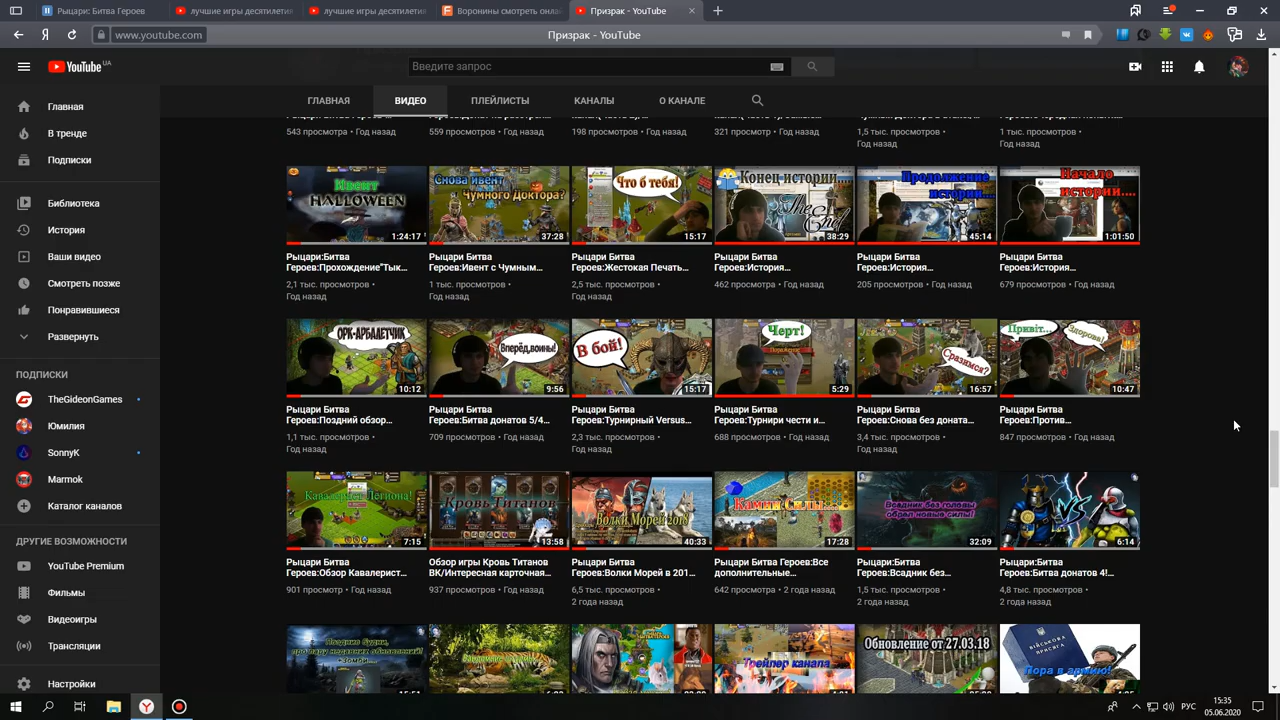 Рыцари: Битва Героев
лучшие игры десятилети
лучшие игры десятилети
Воронины смотреть онла
Призрак - YouTube
www.youtube.com
Призрак - YouTube
YouTube UA
Введите запрос
ГЛАВНАЯ
ВИДЕО
ПЛЕЙЛИСТЫ
КАНАЛЫ
О КАНАЛЕ
Главная
В тренде
Подписки
Библиотека
История
Ваши видео
Смотреть позже
Понравившиеся
Развернуть
ПОДПИСКИ
TheGideonGames
Юмилия
SonnyK
Marmok
Каталог каналов
ДРУГИЕ ВОЗМОЖНОСТИ
YouTube Premium
Фильмы
Видеоигры
Трансляции
Настройки
543 просмотра • Год назад
559 просмотров • Год назад
198 просмотров • Год назад
321 просмотр • Год назад
1,5 тыс. просмотров •
Год назад
1 тыс. просмотров •
Год назад
Ивент
HALLOWEEN
1:24:17
Снова ивент
Чумного Доктора?
37:28
Что б тебя!
15:17
Конец истории....
The End
38:29
Продолжение
истории....
45:14
Начало
истории....
1:01:50
Рыцари:Битва
Героев:Прохождение"Тык...
2,1 тыс. просмотров •
Год назад
Рыцари Битва
Героев:Ивент с Чумным...
1 тыс. просмотров •
Год назад
Рыцари Битва
Героев:Жестокая Печать...
2,5 тыс. просмотров •
Год назад
Рыцари Битва
Героев:История...
462 просмотра • Год назад
Рыцари Битва
Героев:История...
205 просмотров • Год назад
Рыцари Битва
Героев:История...
679 просмотров • Год назад
ОРК-АРБАЛЕТЧИК
10:12
Вперёд,воины!
9:56
В бой!
15:17
Черт!
5:29
Сразимся?
16:57
Привіт...
Здорова!
10:47
Рыцари Битва
Героев:Поздний обзор...
1,1 тыс. просмотров •
Год назад
Рыцари Битва
Героев:Битва донатов 5/4...
709 просмотров • Год назад
Рыцари Битва
Героев:Турнирный Versus...
2,3 тыс. просмотров •
Год назад
Рыцари Битва
Героев:Турнири чести и...
688 просмотров • Год назад
Рыцари Битва
Героев:Снова без доната...
3,4 тыс. просмотров •
Год назад
Рыцари Битва
Героев:Против...
847 просмотров • Год назад
Кавалерист Легиона!
7:15
Кровь Титанов
13:58
Волки Морей 2018
40:33
Камни Силы...
17:28
Всадник без головы
обрел новые силы!
32:09
VS
6:14
Рыцари Битва
Героев:Обзор Кавалерист...
901 просмотр • Год назад
Обзор игры Кровь Титанов
ВК/Интересная карточная...
937 просмотров • Год назад
Рыцари Битва
Героев:Волки Морей в 201...
6,5 тыс. просмотров •
2 года назад
Рыцари Битва Героев:Все
дополнительные...
642 просмотра • 2 года назад
Рыцари:Битва
Героев:Всадник без...
1,5 тыс. просмотров •
2 года назад
Рыцари:Битва
Героев:Битва донатов 4!...
4,8 тыс. просмотров •
2 года назад
Трейлер канала
Обновление от 27.03.18
ВІЙСЬКОВА
ПРИСЯГА
Пора в армию!
РУС
15:35
05.06.2020